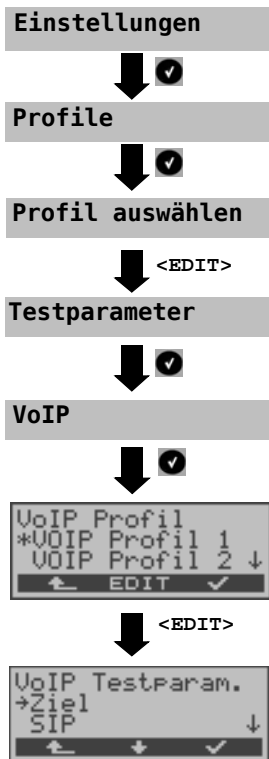 Einstellungen
Profile
Profil auswählen
<EDIT>
Testparameter
VoIP
VoIP Profil
*VOIP Profil 1
VOIP Profil 2 ↓
EDIT
<EDIT>
VoIP Testparam.
→Ziel
SIP ↓